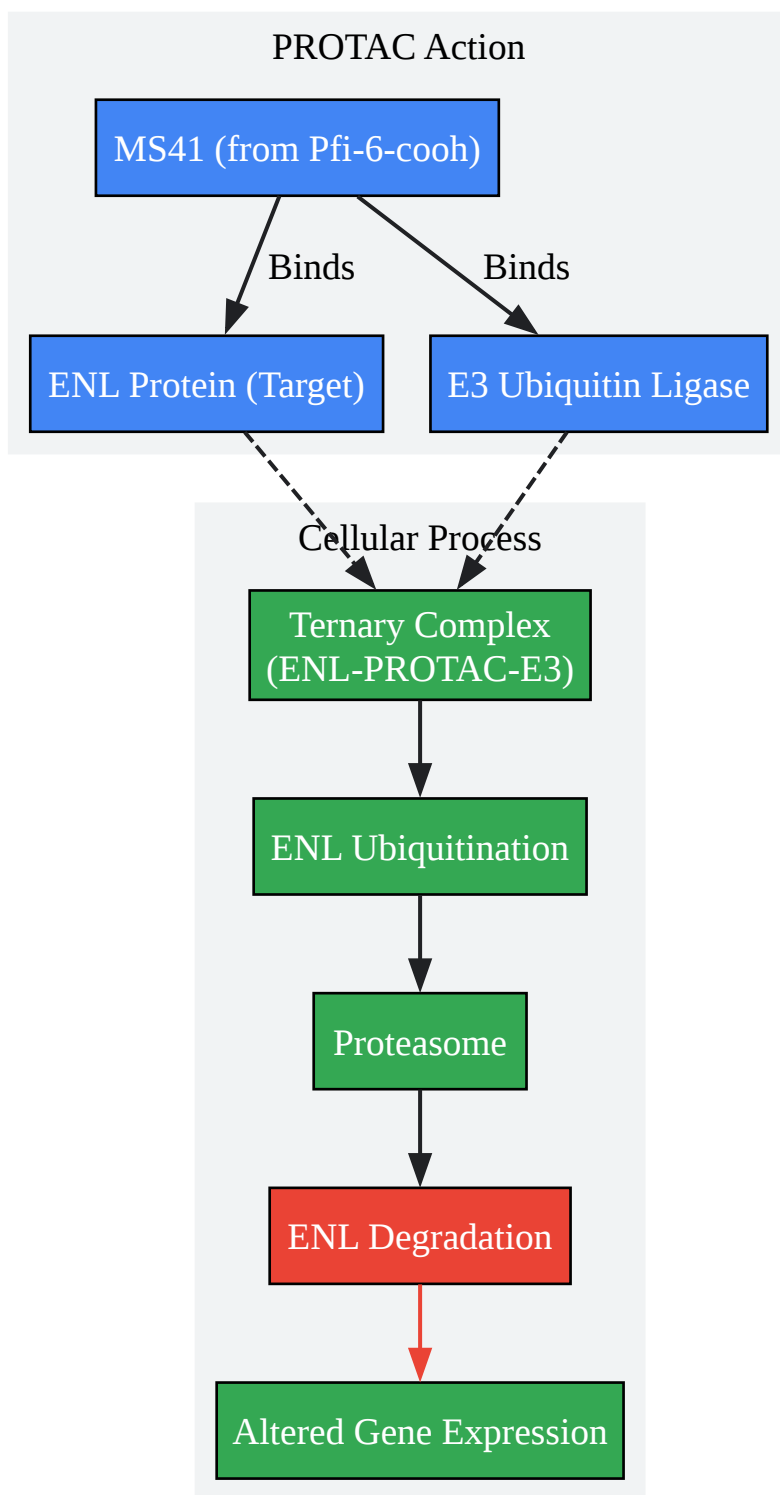 PROTAC Action
MS41 (from Pfi-6-cooh)
Binds
Binds
ENL Protein (Target)
E3 Ubiquitin Ligase
Cellular Process
Ternary Complex
(ENL-PROTAC-E3)
ENL Ubiquitination
Proteasome
ENL Degradation
Altered Gene Expression